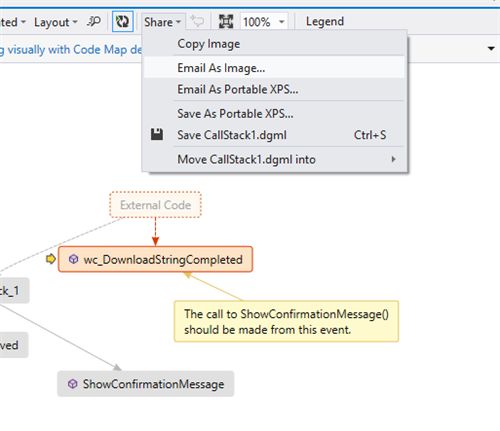 ted Layout Share 100% Legend
g visually with Code Map de
Copy Image
Email As Image...
Email As Portable XPS...
Save As Portable XPS...
Save CallStack1.dgml Ctrl+S
Move CallStack1.dgml into
External Code
wc_DownloadStringCompleted
ck_1
The call to ShowConfirmationMessage()
should be made from this event.
ved
ShowConfirmationMessage